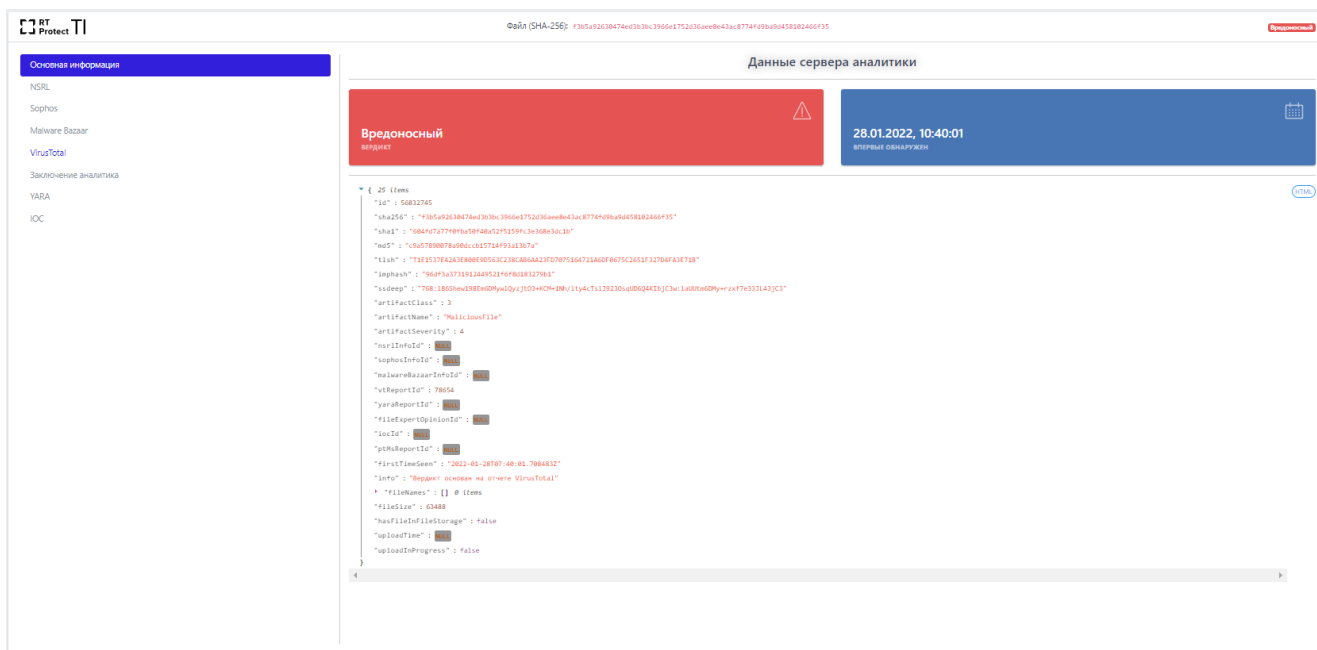 RT Protect TI
Файл (SHA-256): f3b5a92630474ed3b3bc3966e1752d36aee8e43ac8774fd9ba9d458102466f35
Вредоносный
Основная информация
NSRL
Sophos
Malware Bazaar
VirusTotal
Заключение аналитика
YARA
IOC
Данные сервера аналитики
Вредоносный
ВЕРДИКТ
28.01.2022, 10:40:01
ВПЕРВЫЕ ОБНАРУЖЕН
HTML
{ 25 items
"id" : 56832745
"sha256" : "f3b5a92630474ed3b3bc3966e1752d36aee8e43ac8774fd9ba9d458102466f35"
"sha1" : "604fd7a77f0fba50f40a52f5159fc3e368e3dc1b"
"md5" : "c9a57890078a90dccb15714f93a13b7a"
"tlsh" :
"imphash" : "96df3a3731912449521f6f8d183279b1"
"ssdeep" :
"artifactClass" : 3
"artifactName" : "MaliciousFile"
"artifactSeverity" : 4
"nsrlInfoId" : NULL
"sophosInfoId" : NULL
"malwareBazaarInfoId" : NULL
"vtReportId" : 78654
"yaraReportId" : NULL
"fileExpertOpinionId" : NULL
"iocId" : NULL
"ptMsReportId" : NULL
"firstTimeSeen" : "2022-01-28T07:40:01.708483Z"
"info" : "Вердикт основан на отчете VirusTotal"
"fileNames" : [] 0 items
"fileSize" : 63488
"hasFileInFileStorage" : false
"uploadTime" : NULL
"uploadInProgress" : false
}